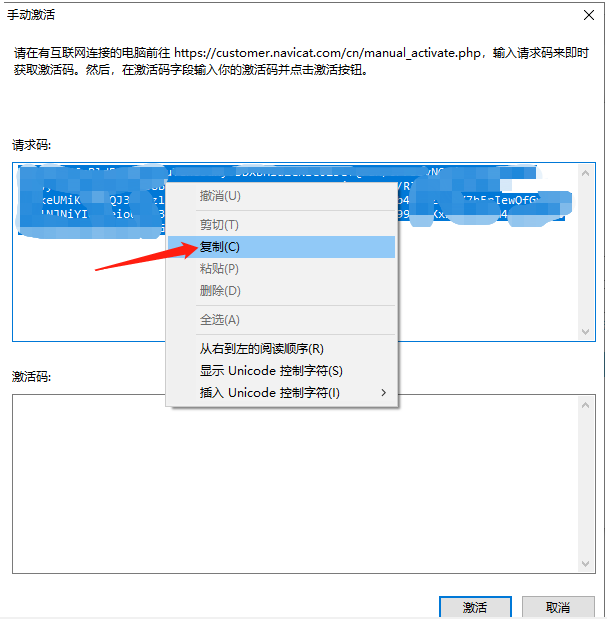 手动激活
请在有互联网连接的电脑前往 https://customer.navicat.com/cn/manual_activate.php，输入请求码来即时
获取激活码。然后，在激活码字段输入你的激活码并点击激活按钮。
请求码:
撤消(U)
剪切(T)
复制(C)
粘贴(P)
删除(D)
全选(A)
从右到左的阅读顺序(R)
显示 Unicode 控制字符(S)
插入 Unicode 控制字符(I)
激活码:
激活
取消